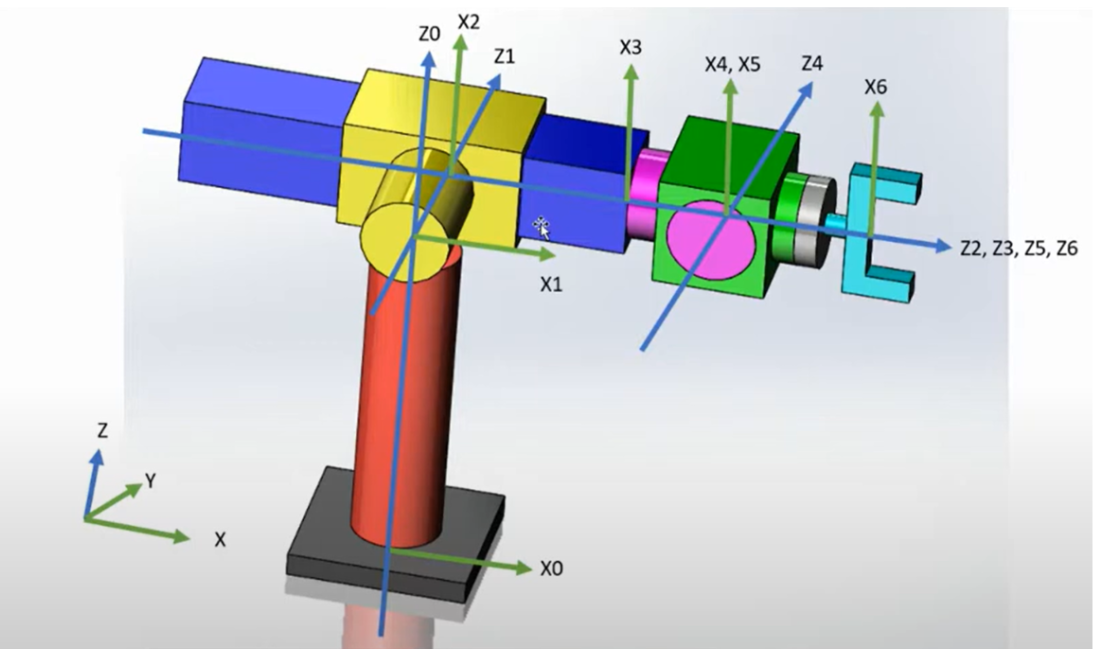 Z0
X2
Z1
X3
X4, X5
Z4
X6
Z2, Z3, Z5, Z6
X1
Z
Y
X
X0